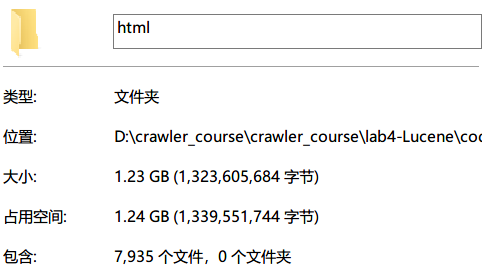 html
类型: 文件夹
位置: D:\crawler_course\crawler_course\lab4-Lucene\coc
大小: 1.23 GB (1,323,605,684 字节)
占用空间: 1.24 GB (1,339,551,744 字节)
包含: 7,935 个文件，0 个文件夹